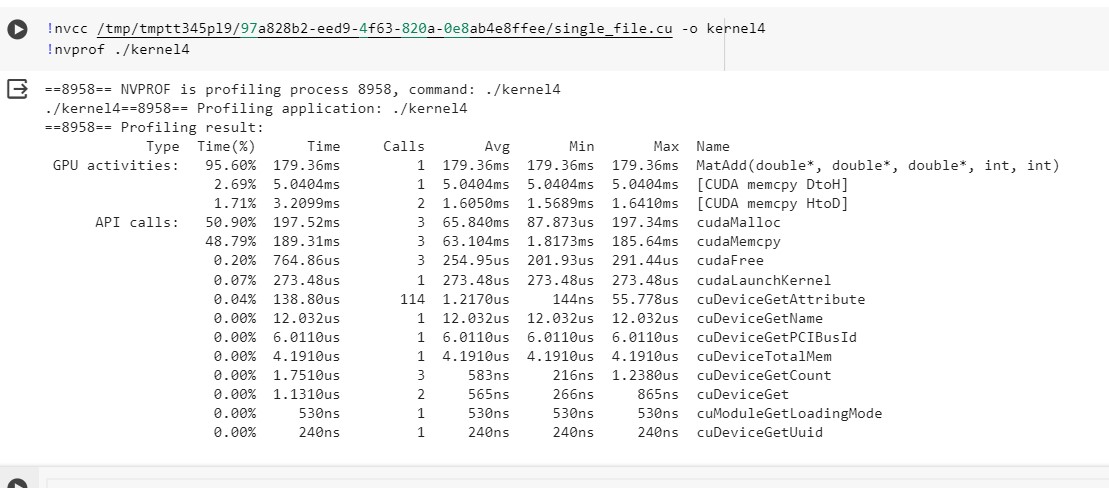 !nvcc /tmp/tmptt345pl9/97a828b2-eed9-4f63-820a-0e8ab4e8ffee/single_file.cu -o kernel4
!nvprof ./kernel4
==8958== NVPROF is profiling process 8958, command: ./kernel4
./kernel4==8958== Profiling application: ./kernel4
==8958== Profiling result:
Type Time(%) Time Calls Avg Min Max Name
GPU activities: 95.60% 179.36ms 1 179.36ms 179.36ms 179.36ms MatAdd(double*, double*, double*, int, int)
2.69% 5.0404ms 1 5.0404ms 5.0404ms 5.0404ms [CUDA memcpy DtoH]
1.71% 3.2099ms 2 1.6050ms 1.5689ms 1.6410ms [CUDA memcpy HtoD]
API calls: 50.90% 197.52ms 3 65.840ms 87.873us 197.34ms cudaMalloc
48.79% 189.31ms 3 63.104ms 1.8173ms 185.64ms cudaMemcpy
0.20% 764.86us 3 254.95us 201.93us 291.44us cudaFree
0.07% 273.48us 1 273.48us 273.48us 273.48us cudaLaunchKernel
0.04% 138.80us 114 1.2170us 144ns 55.778us cuDeviceGetAttribute
0.00% 12.032us 1 12.032us 12.032us 12.032us cuDeviceGetName
0.00% 6.0110us 1 6.0110us 6.0110us 6.0110us cuDeviceGetPCIBusId
0.00% 4.1910us 1 4.1910us 4.1910us 4.1910us cuDeviceTotalMem
0.00% 1.7510us 3 583ns 216ns 1.2380us cuDeviceGetCount
0.00% 1.1310us 2 565ns 266ns 865ns cuDeviceGet
0.00% 530ns 1 530ns 530ns 530ns cuModuleGetLoadingMode
0.00% 240ns 1 240ns 240ns 240ns cuDeviceGetUuid